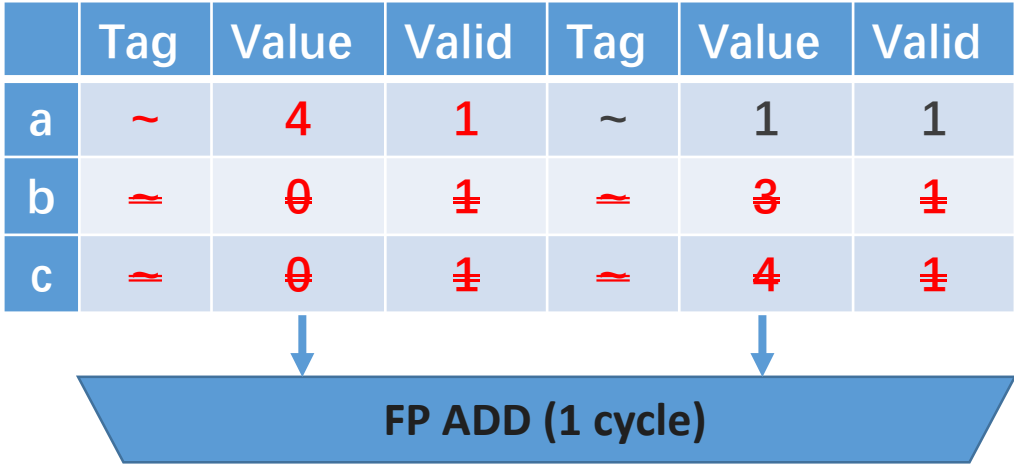 Tag Value Valid Tag Value Valid
a ~ 4 1 ~ 1 1
b ~ 0 1 ~ 3 1
c ~ 0 1 ~ 4 1
FP ADD (1 cycle)